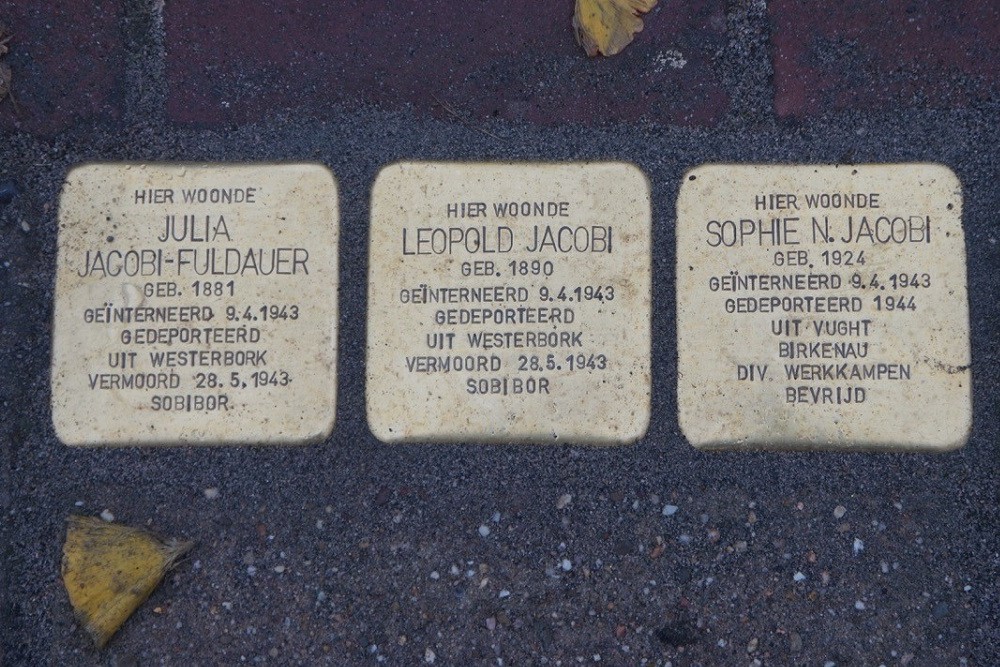 HIER WOONDE
JULIA
JACOBI-FULDAUER
GEB. 1881
GEÏNTERNEERD 9.4.1943
GEDEPORTEERD
UIT WESTERBORK
VERMOORD 28.5.1943
SOBIBOR
HIER WOONDE
LEOPOLD JACOBI
GEB. 1890
GEÏNTERNEERD 9.4.1943
GEDEPORTEERD
UIT WESTERBORK
VERMOORD 28.5.1943
SOBIBOR
HIER WOONDE
SOPHIE N. JACOBI
GEB. 1924
GEÏNTERNEERD 9.4.1943
GEDEPORTEERD 1944
UIT VUGHT
BIRKENAU
DIV. WERKKAMPEN
BEVRIJD